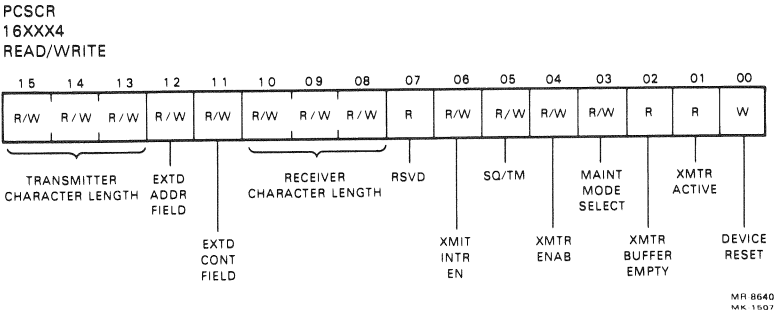 PCSCR
16XXX4
READ/WRITE
15 14 13 12 11 10 09 08 07 06 05 04 03 02 01 00
R/W R/W R/W R/W R/W R/W R/W R/W R R/W R/W R/W R/W R R W
TRANSMITTER
CHARACTER LENGTH
EXTD
ADDR
FIELD
EXTD
CONT
FIELD
RECEIVER
CHARACTER LENGTH
RSVD
XMIT
INTR
EN
SQ/TM
XMTR
ENAB
MAINT
MODE
SELECT
XMTR
BUFFER
EMPTY
XMTR
ACTIVE
DEVICE
RESET
MR 8640
MK 1507